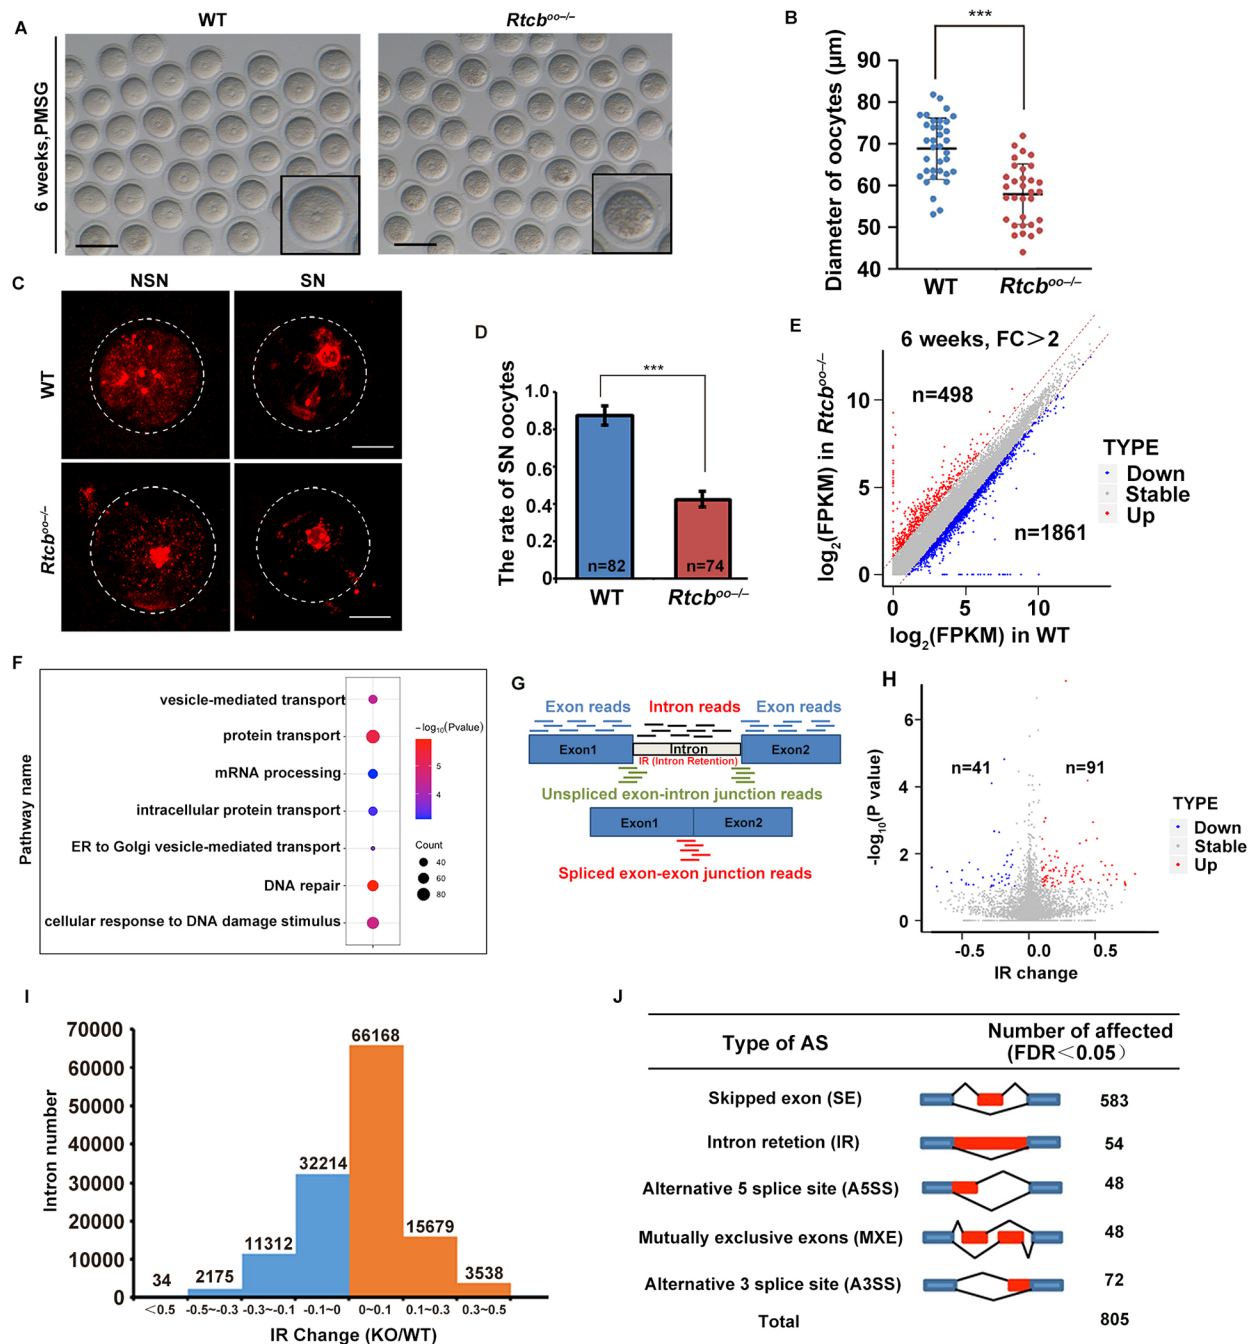 A
WT
Rtcb^oo–/–
6 weeks,PMSG
B
***
Diameter of oocytes (μm)
90
80
70
60
50
40
WT
Rtcb^oo–/–
C
NSN
SN
WT
Rtcb^oo–/–
D
***
The rate of SN oocytes
1.0
0.8
0.6
0.4
0.2
0
n=82
n=74
WT
Rtcb^oo–/–
E
6 weeks, FC＞2
log2(FPKM) in Rtcb^oo–/–
10
5
0
n=498
n=1861
0
5
10
log2(FPKM) in WT
TYPE
Down
Stable
Up
F
Pathway name
vesicle-mediated transport
protein transport
mRNA processing
intracellular protein transport
ER to Golgi vesicle-mediated transport
DNA repair
cellular response to DNA damage stimulus
−log10(Pvalue)
5
4
Count
40
60
80
G
Exon reads
Intron reads
Exon reads
Exon1
Intron
Exon2
IR (Intron Retention)
Unspliced exon-intron junction reads
Exon1
Exon2
Spliced exon-exon junction reads
H
-log10(P value)
6
4
2
0
n=41
n=91
-0.5
0.0
0.5
IR change
TYPE
Down
Stable
Up
I
Intron number
70000
60000
50000
40000
30000
20000
10000
0
34
2175
11312
32214
66168
15679
3538
＜0.5
-0.5~-0.3
-0.3~-0.1
-0.1~0
0~0.1
0.1~0.3
0.3~0.5
IR Change (KO/WT)
J
Type of AS
Number of affected
(FDR＜0.05）
Skipped exon (SE)
583
Intron retetion (IR)
54
Alternative 5 splice site (A5SS)
48
Mutually exclusive exons (MXE)
48
Alternative 3 splice site (A3SS)
72
Total
805